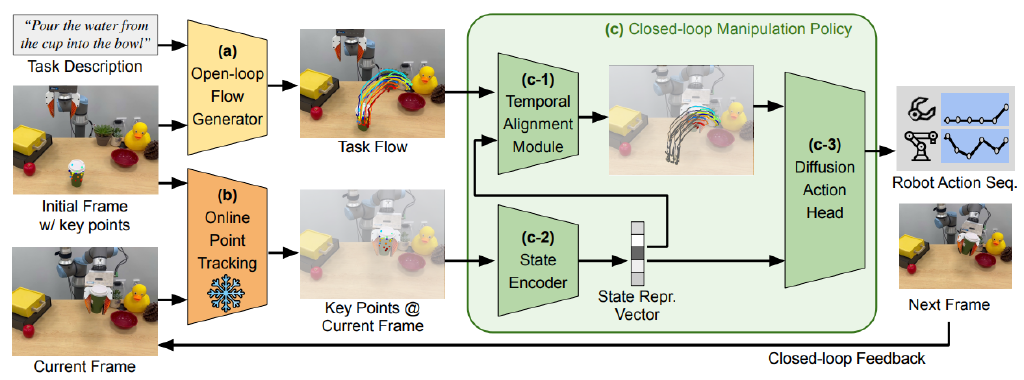 “Pour the water from
the cup into the bowl”
Task Description
Initial Frame
w/ key points
Current Frame
(a)
Open-loop
Flow
Generator
(b)
Online
Point
Tracking
Task Flow
Key Points @
Current Frame
(c) Closed-loop Manipulation Policy
(c-1)
Temporal
Alignment
Module
(c-2)
State
Encoder
State Repr.
Vector
(c-3)
Diffusion
Action
Head
Robot Action Seq.
Next Frame
Closed-loop Feedback